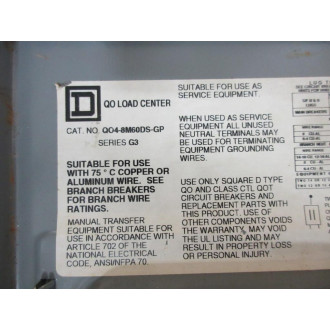 D
QO LOAD CENTER
CAT. NO. QO4-8M60DS-GP
SERIES G3
SUITABLE FOR USE
WITH 75 °C COPPER OR
ALUMINUM WIRE. SEE
BRANCH BREAKERS
FOR BRANCH WIRE
RATINGS.
MANUAL TRANSFER
EQUIPMENT SUITABLE FOR
USE IN ACCORDANCE WITH
ARTICLE 702 OF THE
NATIONAL ELECTRICAL
CODE, ANSI/NFPA 70.
SUITABLE FOR USE AS
SERVICE EQUIPMENT
WHEN USED AS SERVICE
EQUIPMENT ALL UNUSED
NEUTRAL TERMINALS MAY
BE USED FOR TERMINATING
EQUIPMENT GROUNDING
WIRES.
USE ONLY SQUARE D TYPE
QO AND CLASS CTL QOT
CIRCUIT BREAKERS AND
REPLACEMENT PARTS WITH
THIS PRODUCT. USE OF
OTHER COMPONENTS VOIDS
THE WARRANTY, MAY VOID
THE UL LISTING AND MAY
RESULT IN PROPERTY LOSS
OR PERSONAL INJURY.